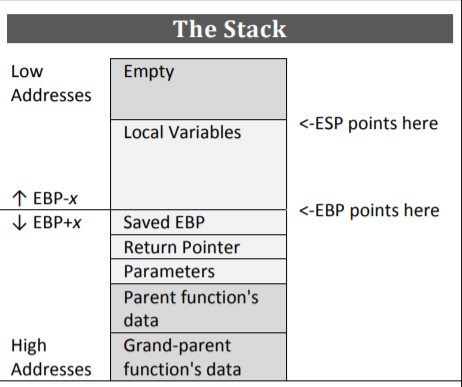 The Stack
Low
Addresses
Empty
Local Variables
<-ESP points here
↑ EBP-x
<-EBP points here
↓ EBP+x
Saved EBP
Return Pointer
Parameters
Parent function's
data
High
Addresses
Grand-parent
function's data